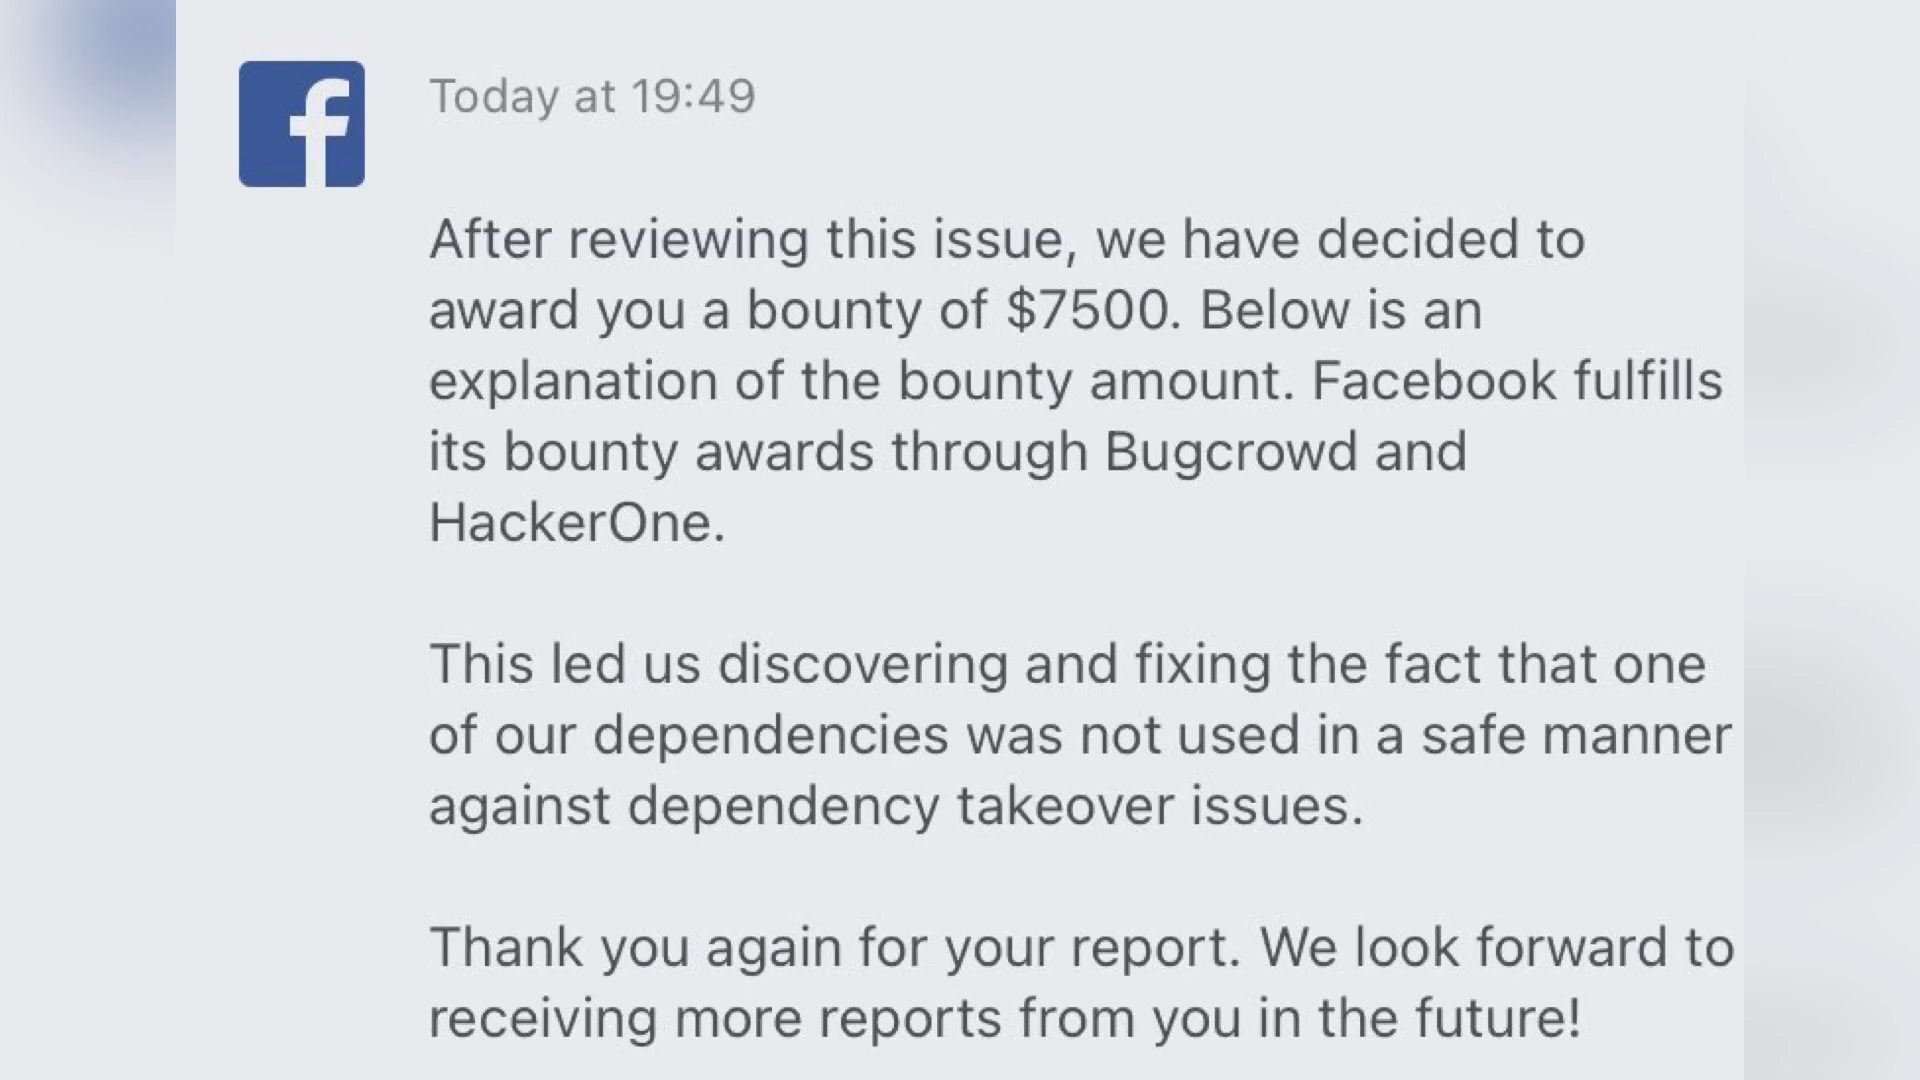 Today at 19:49
After reviewing this issue, we have decided to
award you a bounty of $7500. Below is an
explanation of the bounty amount. Facebook fulfills
its bounty awards through Bugcrowd and
HackerOne.
This led us discovering and fixing the fact that one
of our dependencies was not used in a safe manner
against dependency takeover issues.
Thank you again for your report. We look forward to
receiving more reports from you in the future!